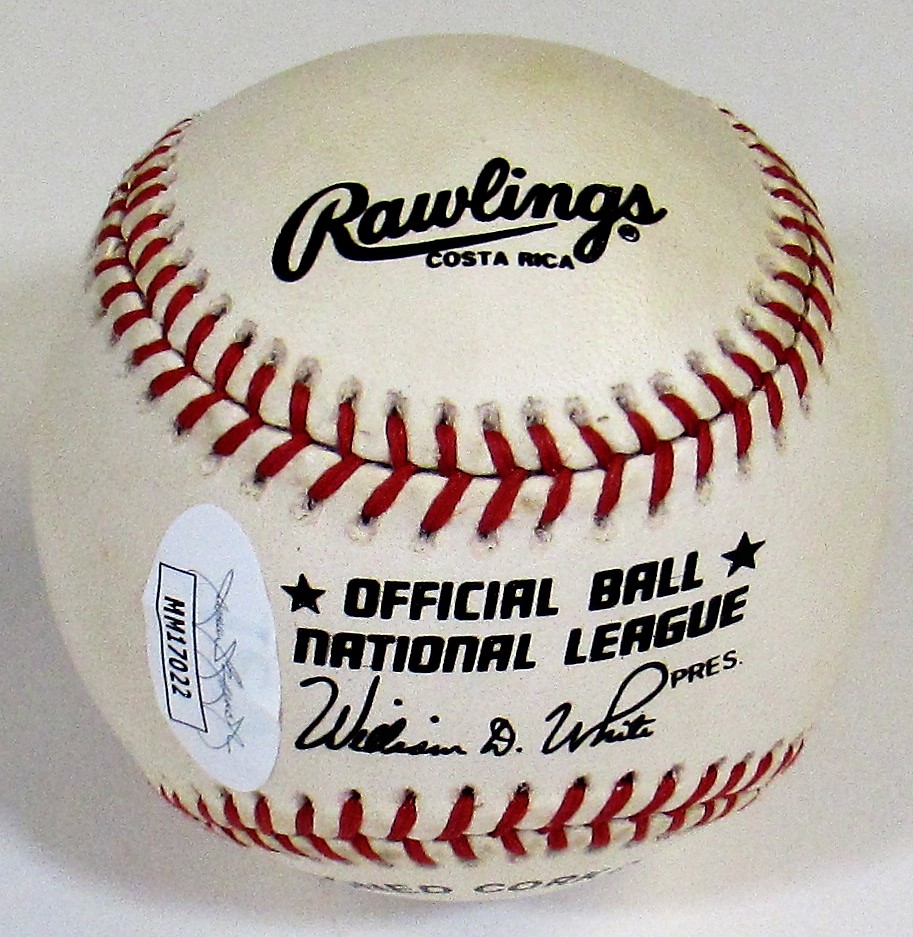 Rawlings®
COSTA RICA
★ OFFICIAL BALL ★
NATIONAL LEAGUE
William D. White PRES.
MM17022